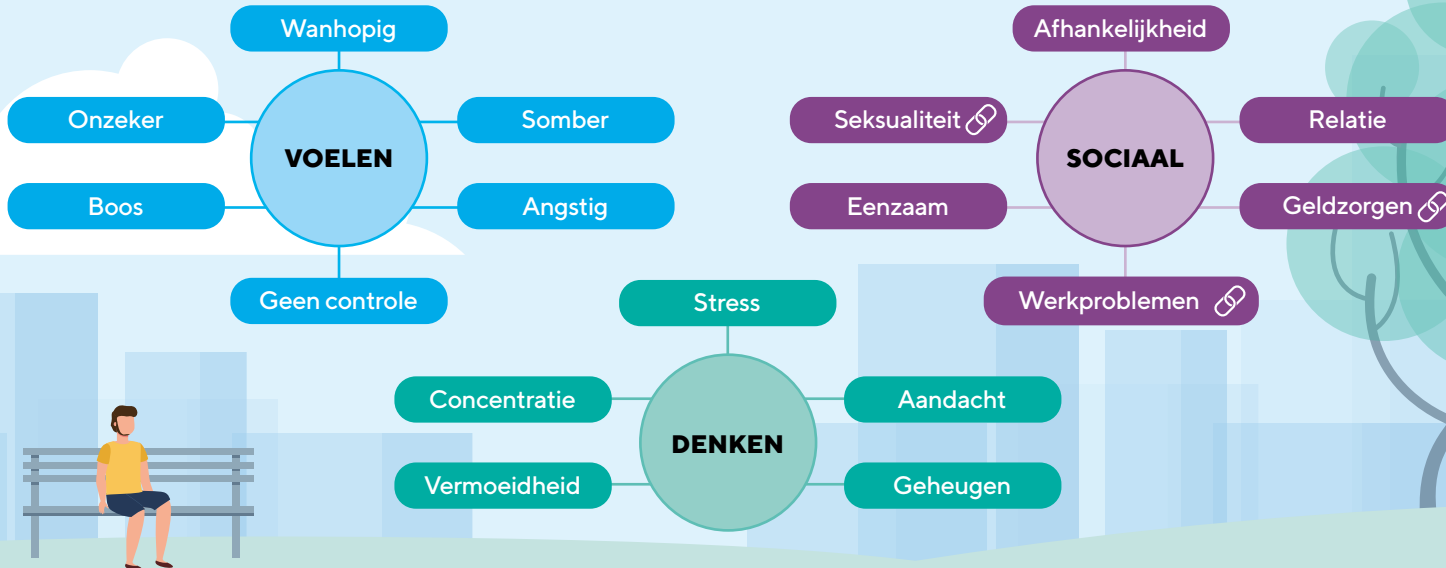 Wanhopig
Onzeker
Somber
VOELEN
Boos
Angstig
Geen controle
Afhankelijkheid
Seksualiteit
Relatie
SOCIAAL
Eenzaam
Geldzorgen
Werkproblemen
Stress
Concentratie
Aandacht
DENKEN
Vermoeidheid
Geheugen